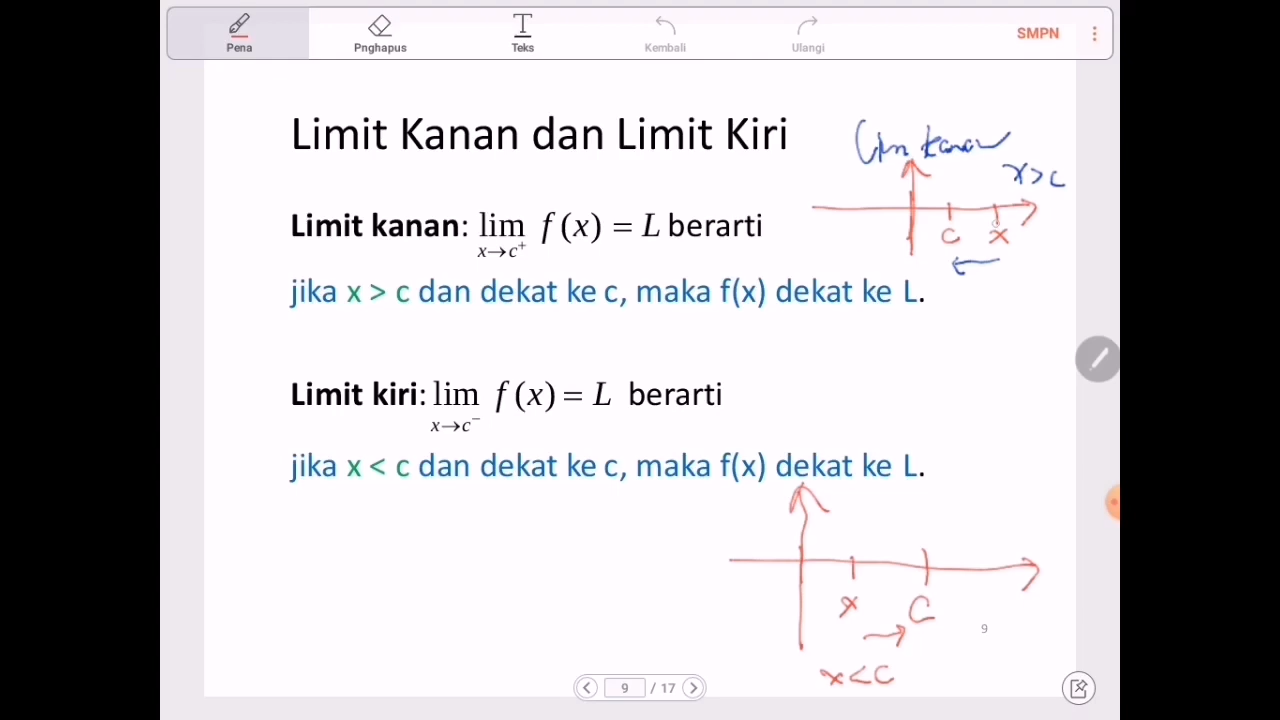 Pena
Pnghapus
Teks
Kembali
Ulangi
SMPN
Limit Kanan dan Limit Kiri
Lim kanan
x > c
Limit kanan: lim f(x) = L berarti
x→c⁺
c x
jika x > c dan dekat ke c, maka f(x) dekat ke L.
Limit kiri: lim f(x) = L berarti
x→c⁻
jika x < c dan dekat ke c, maka f(x) dekat ke L.
x C
9
x < C
9 / 17